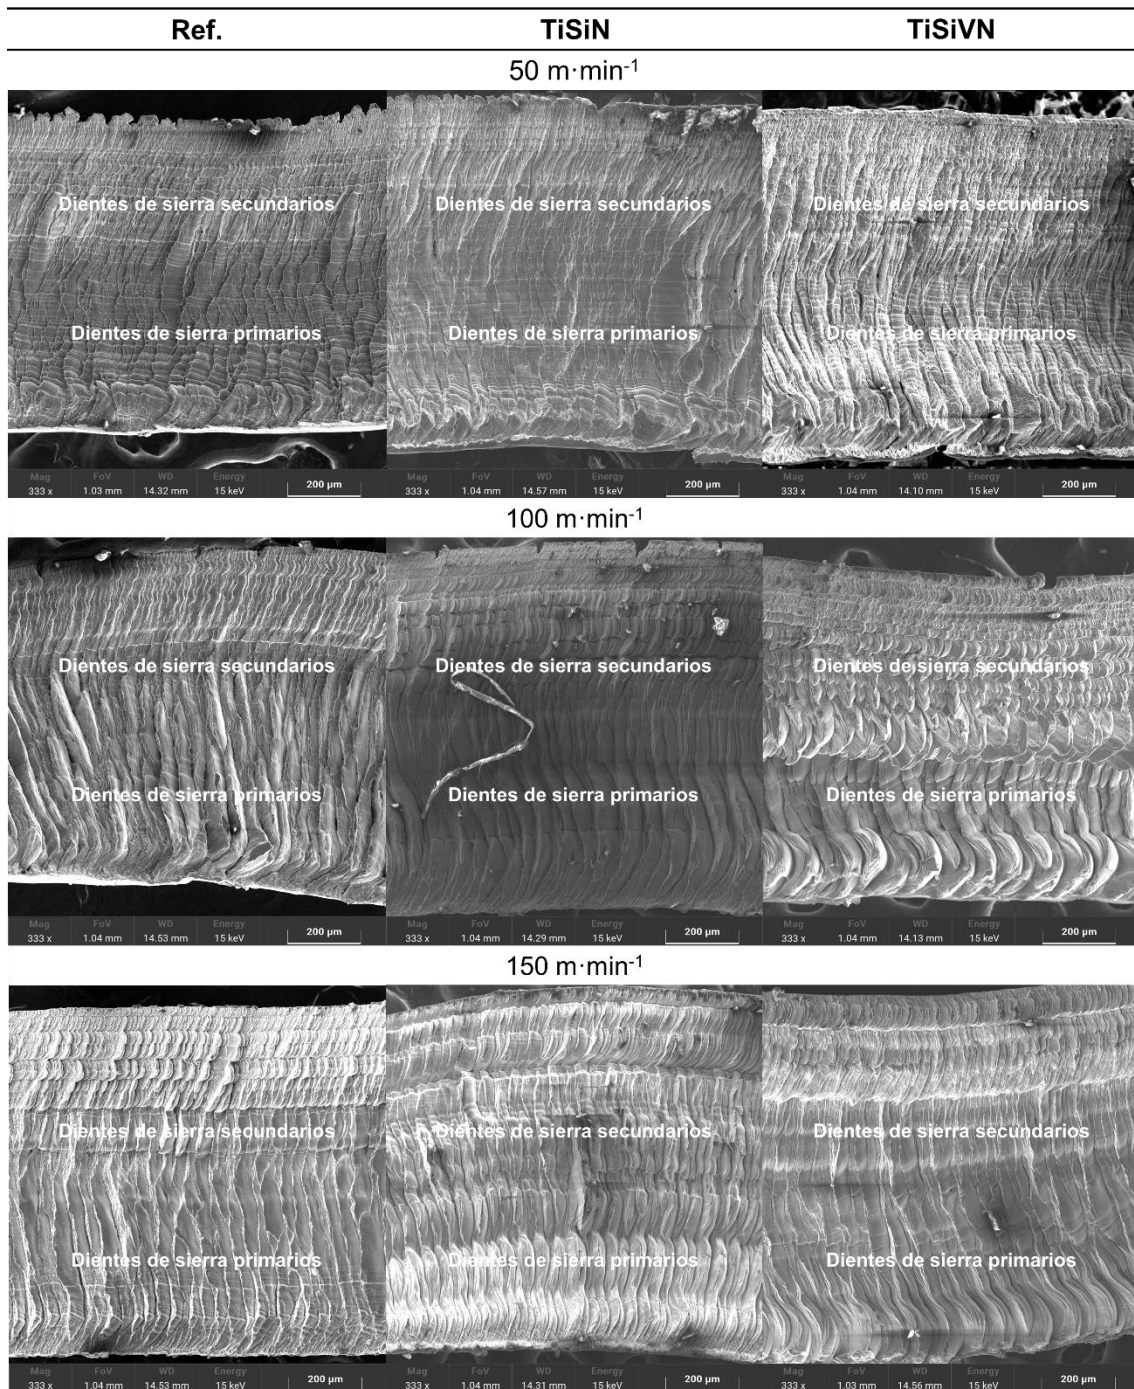 Ref. TiSiN TiSiVN
50 m·min⁻¹
Dientes de sierra secundarios Dientes de sierra secundarios Dientes de sierra secundarios
Dientes de sierra primarios Dientes de sierra primarios Dientes de sierra primarios
Mag FoV WD Energy Mag FoV WD Energy Mag FoV WD Energy
333 x 1.03 mm 14.32 mm 15 keV 200 µm 333 x 1.04 mm 14.57 mm 15 keV 200 µm 333 x 1.04 mm 14.10 mm 15 keV 200 µm
100 m·min⁻¹
Dientes de sierra secundarios Dientes de sierra secundarios Dientes de sierra secundarios
Dientes de sierra primarios Dientes de sierra primarios Dientes de sierra primarios
Mag FoV WD Energy Mag FoV WD Energy Mag FoV WD Energy
333 x 1.04 mm 14.53 mm 15 keV 200 µm 333 x 1.04 mm 14.29 mm 15 keV 200 µm 333 x 1.04 mm 14.13 mm 15 keV 200 µm
150 m·min⁻¹
Dientes de sierra secundarios Dientes de sierra secundarios Dientes de sierra secundarios
Dientes de sierra primarios Dientes de sierra primarios Dientes de sierra primarios
Mag FoV WD Energy Mag FoV WD Energy Mag FoV WD Energy
333 x 1.04 mm 14.53 mm 15 keV 200 µm 333 x 1.04 mm 14.31 mm 15 keV 200 µm 333 x 1.03 mm 14.56 mm 15 keV 200 µm